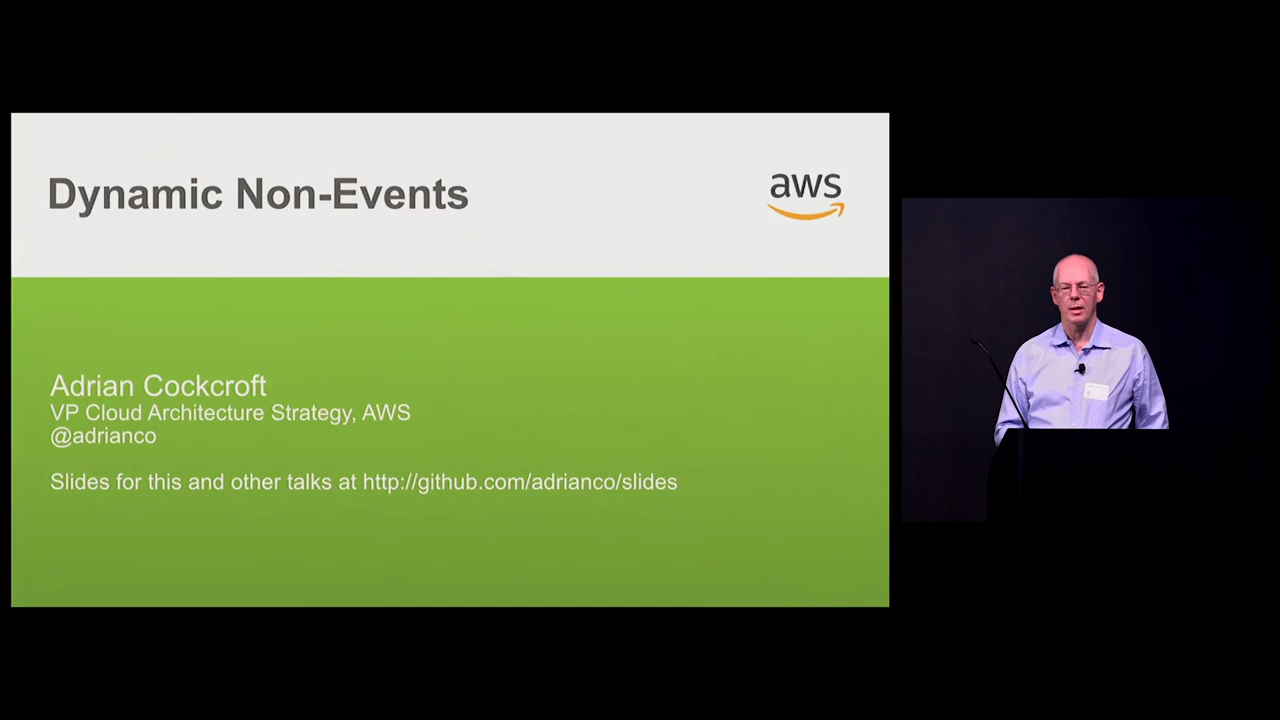 Dynamic Non-Events
aws
Adrian Cockcroft
VP Cloud Architecture Strategy, AWS
@adrianco
Slides for this and other talks at http://github.com/adrianco/slides